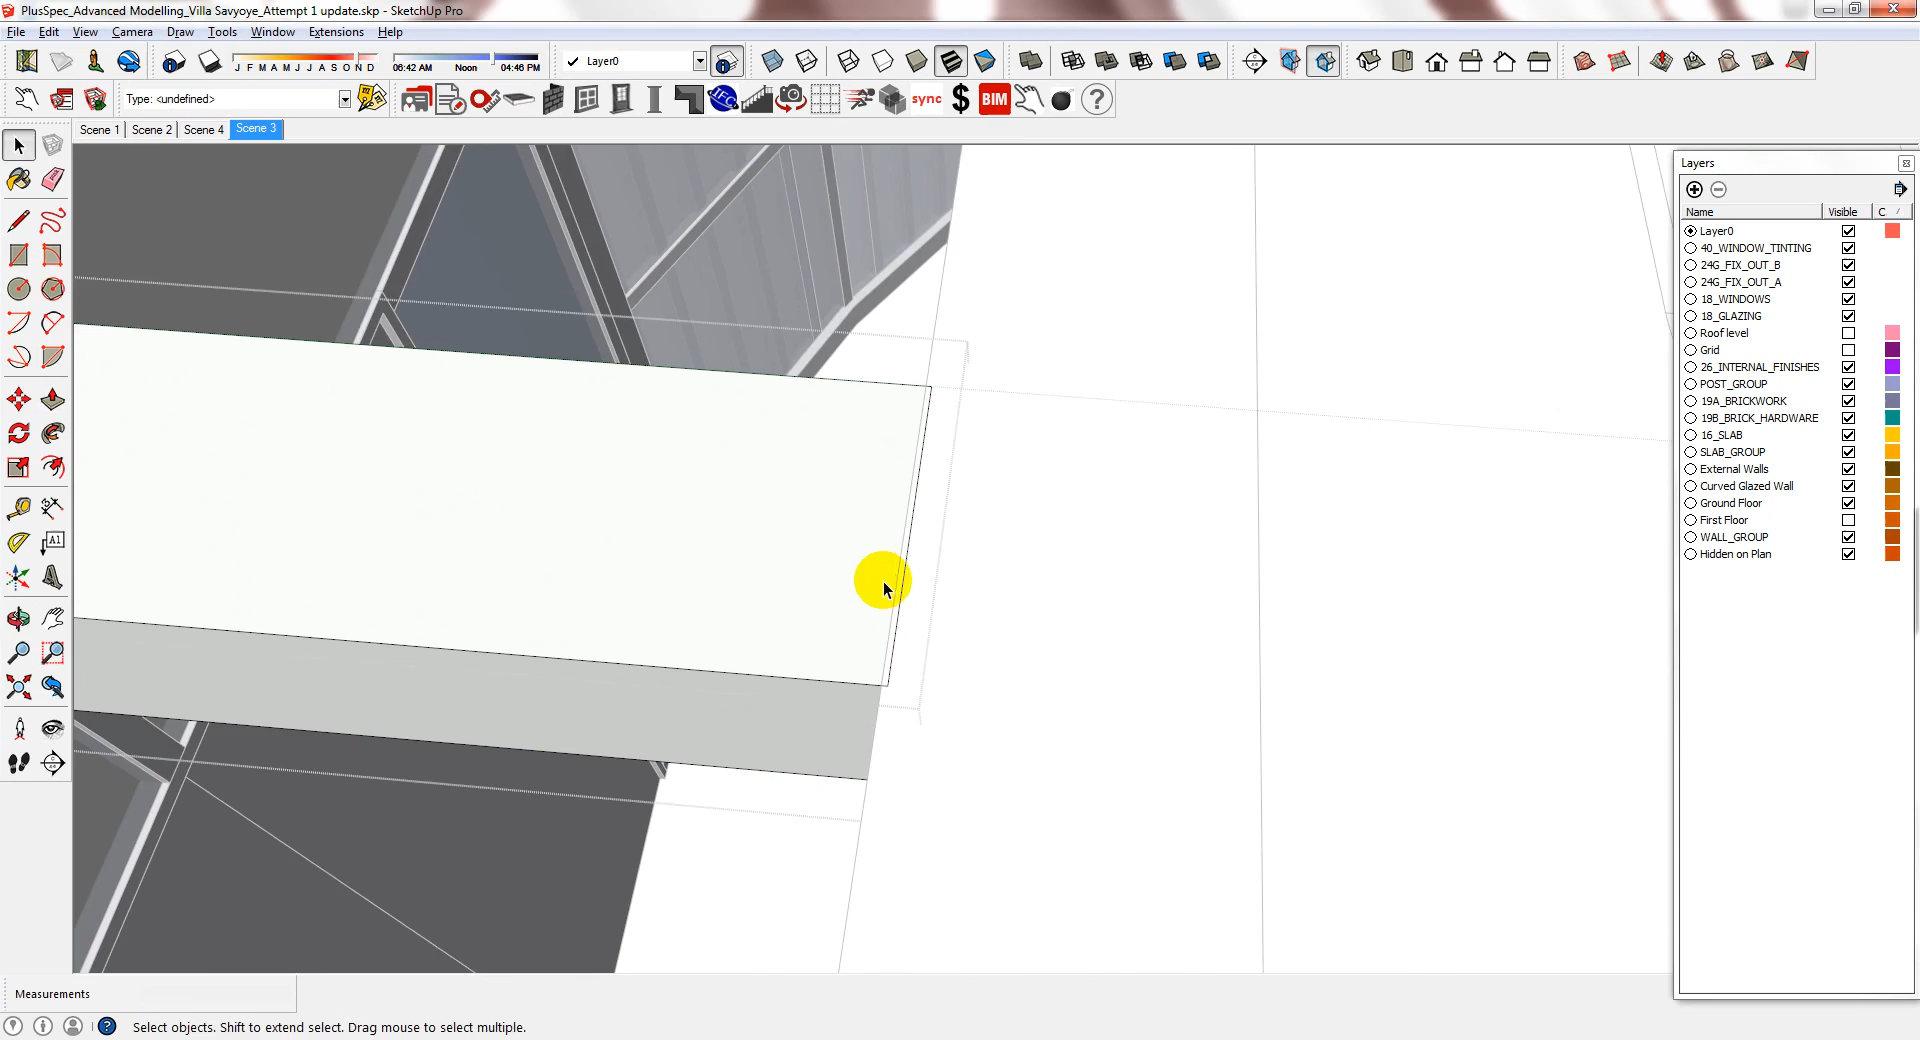 PlusSpec_Advanced Modelling_Villa Savyoye_Attempt 1 update.skp - SketchUp Pro
File Edit View Camera Draw Tools Window Extensions Help
J F M A M J J A S O N D
06:42 AM Noon 04:46 PM
Layer0
Type: <undefined>
IFC
sync
$
BIM
?
Scene 1 Scene 2 Scene 4 Scene 3
Layers
Name Visible C
Layer0
40_WINDOW_TINTING
24G_FIX_OUT_B
24G_FIX_OUT_A
18_WINDOWS
18_GLAZING
Roof level
Grid
26_INTERNAL_FINISHES
POST_GROUP
19A_BRICKWORK
19B_BRICK_HARDWARE
16_SLAB
SLAB_GROUP
External Walls
Curved Glazed Wall
Ground Floor
First Floor
WALL_GROUP
Hidden on Plan
A1
Measurements
? Select objects. Shift to extend select. Drag mouse to select multiple.